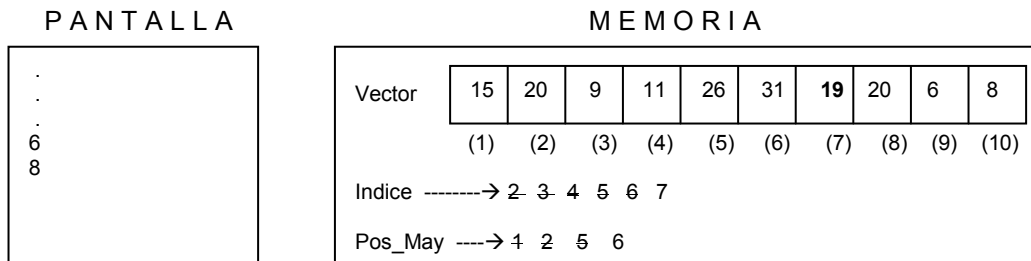 PANTALLA
MEMORIA
.
.
.
6
8
Vector 15 20 9 11 26 31 19 20 6 8
(1) (2) (3) (4) (5) (6) (7) (8) (9) (10)
Indice --------→ 2 3 4 5 6 7
Pos_May ----→ 1 2 5 6